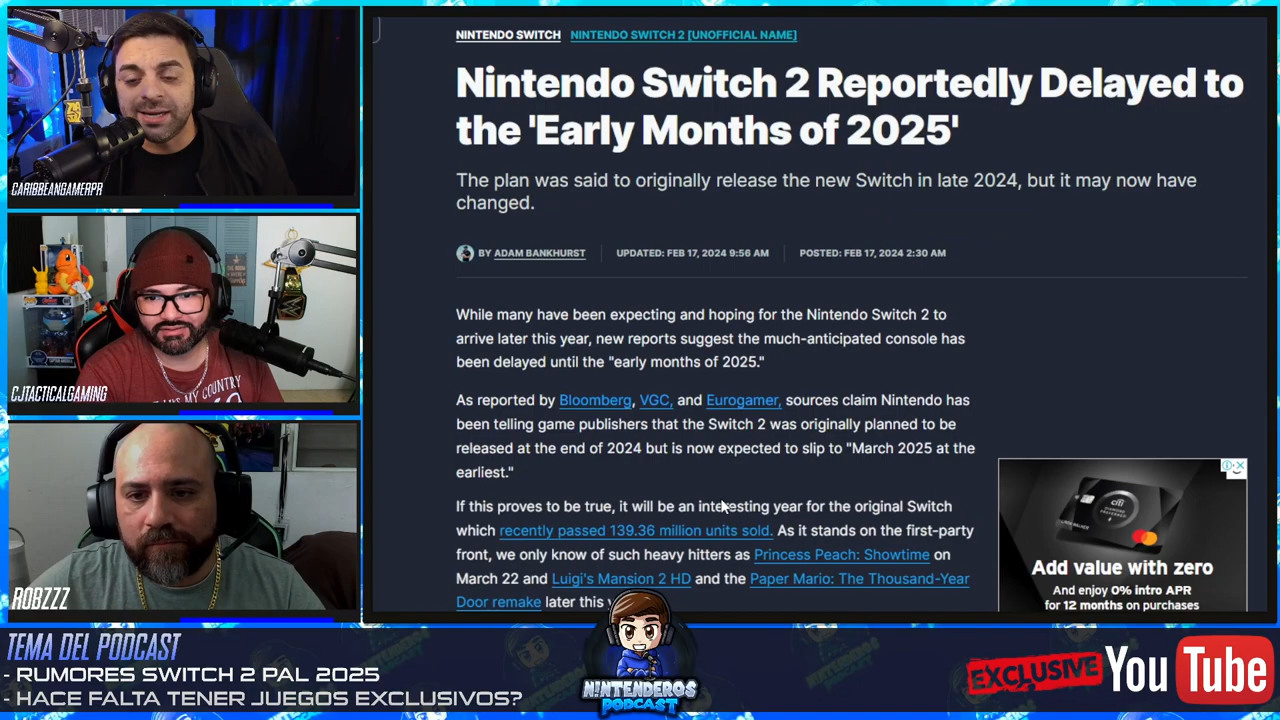 NINTENDO SWITCH NINTENDO SWITCH 2 [UNOFFICIAL NAME]
Nintendo Switch 2 Reportedly Delayed to
the 'Early Months of 2025'
The plan was said to originally release the new Switch in late 2024, but it may now have
changed.
BY ADAM BANKHURST UPDATED: FEB 17, 2024 9:56 AM POSTED: FEB 17, 2024 2:30 AM
While many have been expecting and hoping for the Nintendo Switch 2 to
arrive later this year, new reports suggest the much-anticipated console has
been delayed until the "early months of 2025."
As reported by Bloomberg, VGC, and Eurogamer, sources claim Nintendo has
been telling game publishers that the Switch 2 was originally planned to be
released at the end of 2024 but is now expected to slip to "March 2025 at the
earliest."
If this proves to be true, it will be an interesting year for the original Switch
which recently passed 139.36 million units sold. As it stands on the first-party
front, we only know of such heavy hitters as Princess Peach: Showtime on
March 22 and Luigi's Mansion 2 HD and the Paper Mario: The Thousand-Year
Door remake later this
citi
Add value with zero
And enjoy 0% intro APR
for 12 months on purchases
CARIBBEANGAMERPR
MY COUNTRY
CJTACTICALGAMING
ROBZZZ
TEMA DEL PODCAST
- RUMORES SWITCH 2 PAL 2025
- HACE FALTA TENER JUEGOS EXCLUSIVOS?
NINTENDEROS
PODCAST
EXCLUSIVE YouTube